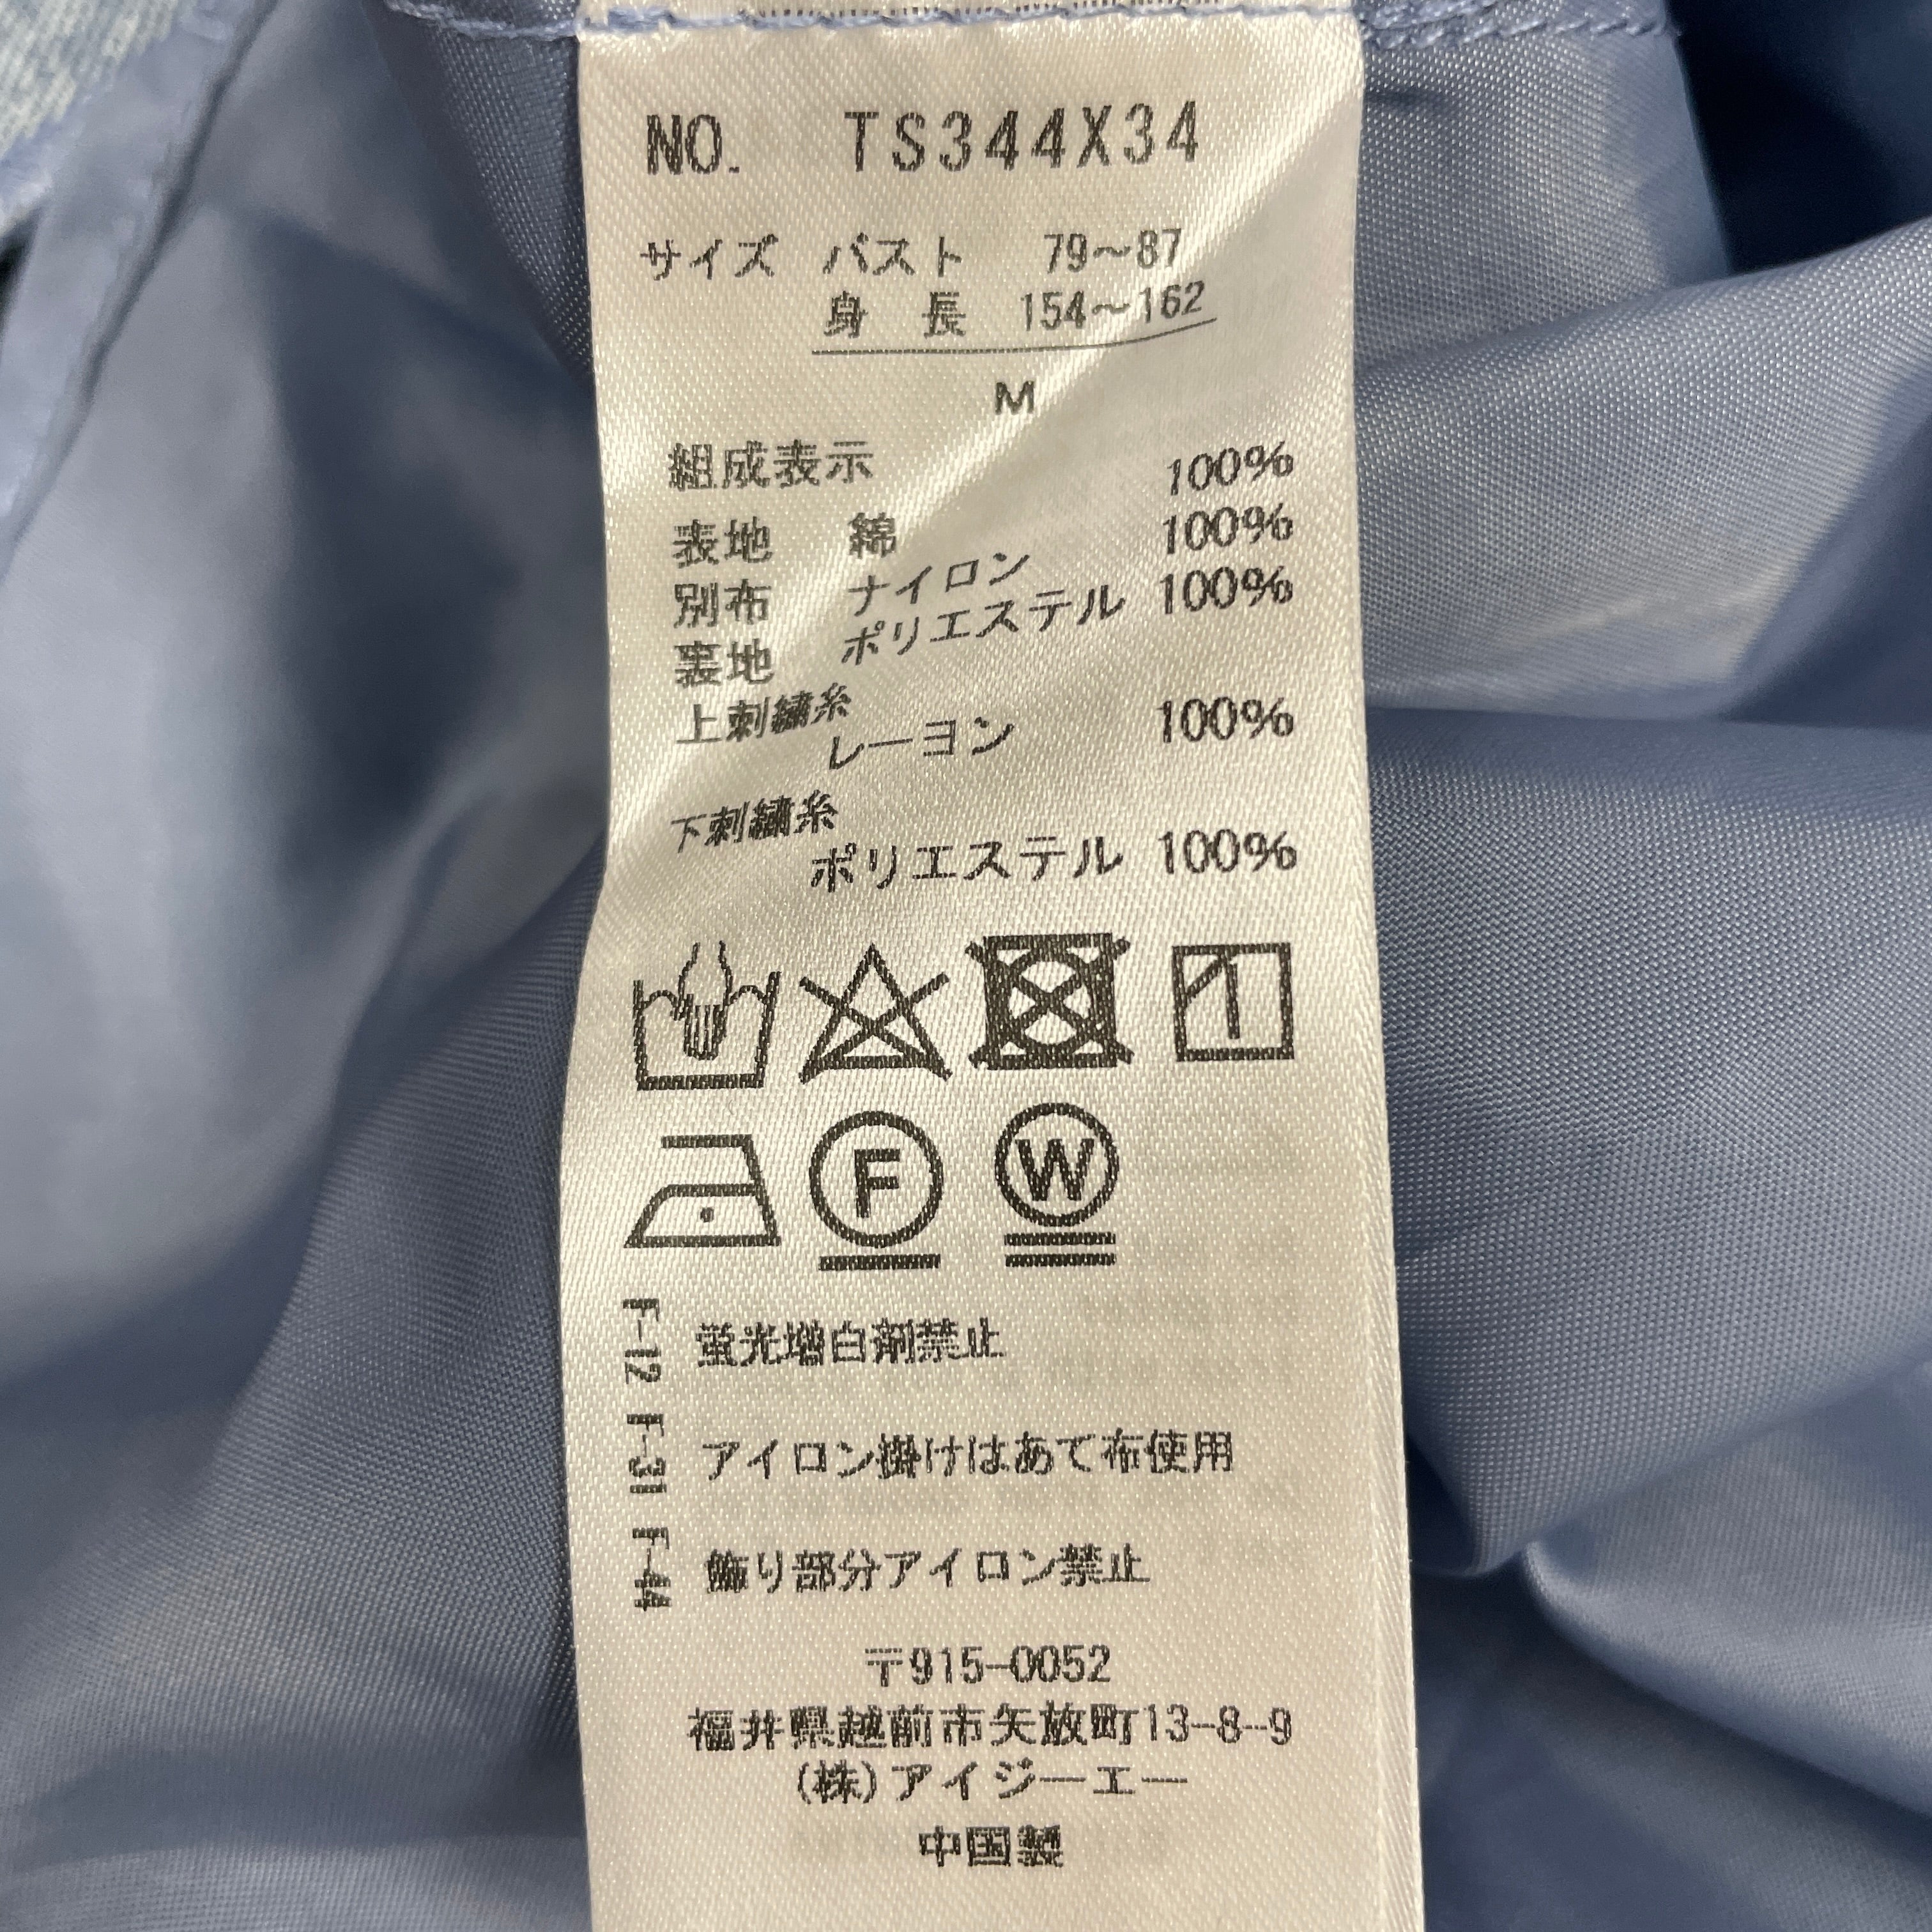 NO. TS344X34
サイズ バスト 79～87
身 長 154～162
M
組成表示
表地 綿 100%
別布 ナイロン 100%
裏地 ポリエステル 100%
上刺繍糸
レーヨン 100%
下刺繍糸
ポリエステル 100%
F
W
F-12 蛍光増白剤禁止
F-31 アイロン掛けはあて布使用
F-44 飾り部分アイロン禁止
〒915-0052
福井県越前市矢放町13-8-9
(株)アイジーエー
中国製